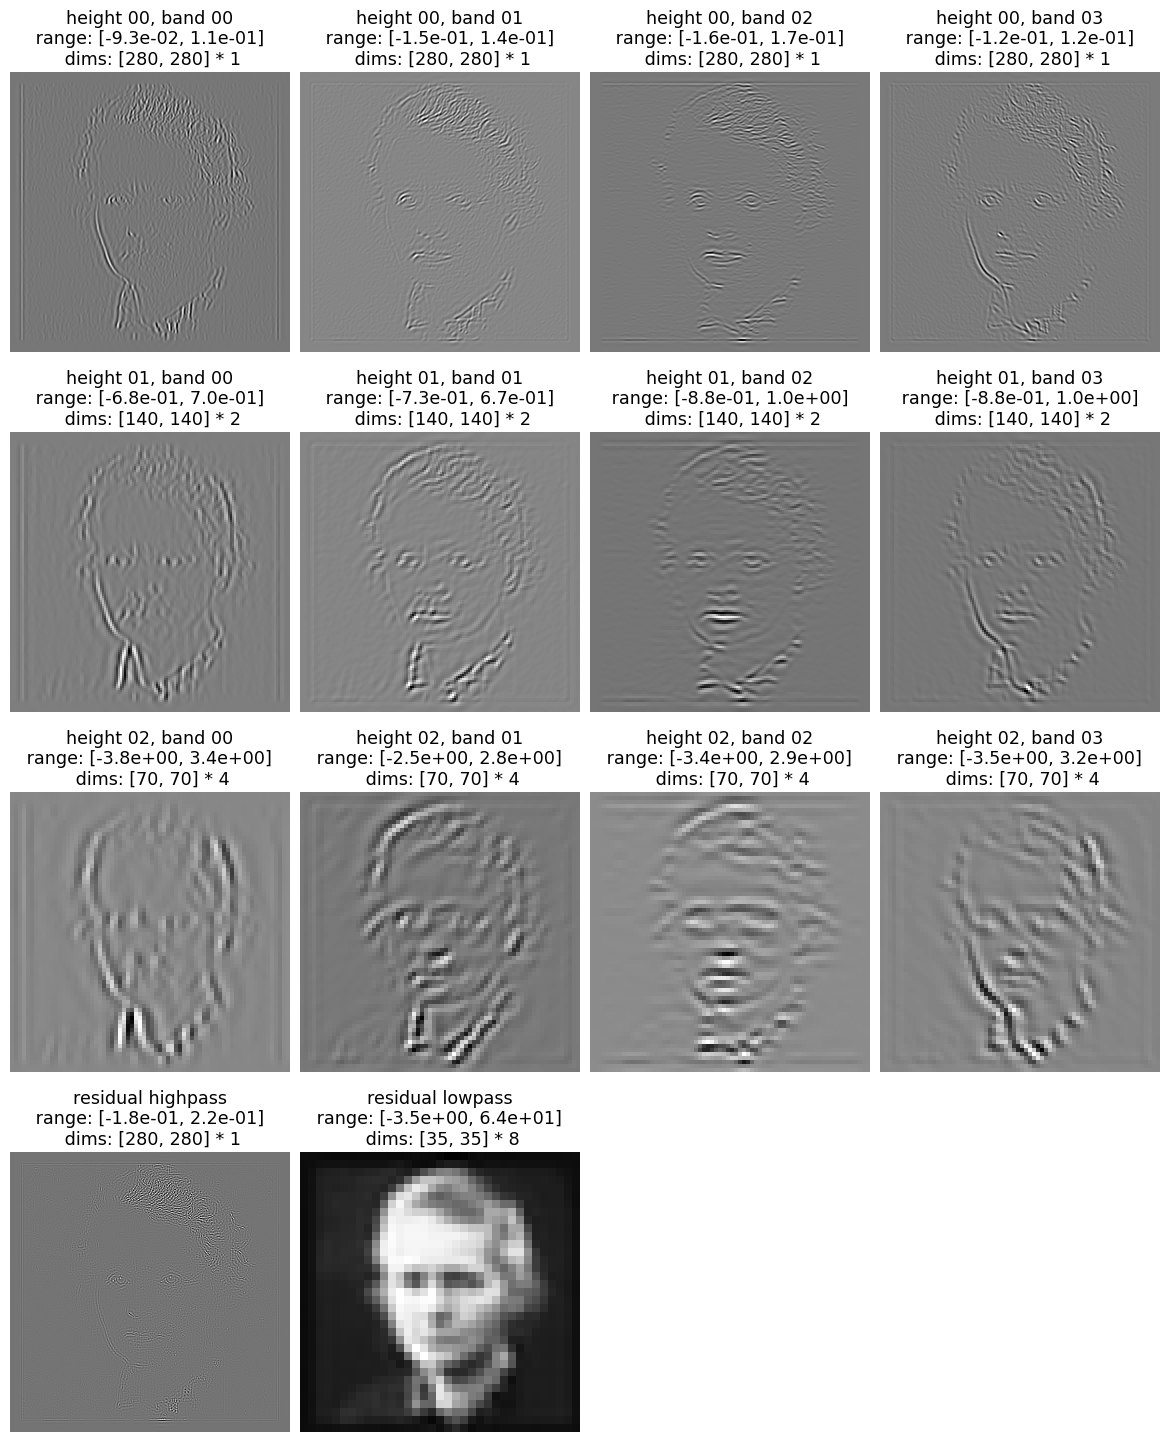 height 00, band 00
range: [-9.3e-02, 1.1e-01]
dims: [280, 280] * 1
height 00, band 01
range: [-1.5e-01, 1.4e-01]
dims: [280, 280] * 1
height 00, band 02
range: [-1.6e-01, 1.7e-01]
dims: [280, 280] * 1
height 00, band 03
range: [-1.2e-01, 1.2e-01]
dims: [280, 280] * 1
height 01, band 00
range: [-6.8e-01, 7.0e-01]
dims: [140, 140] * 2
height 01, band 01
range: [-7.3e-01, 6.7e-01]
dims: [140, 140] * 2
height 01, band 02
range: [-8.8e-01, 1.0e+00]
dims: [140, 140] * 2
height 01, band 03
range: [-8.8e-01, 1.0e+00]
dims: [140, 140] * 2
height 02, band 00
range: [-3.8e+00, 3.4e+00]
dims: [70, 70] * 4
height 02, band 01
range: [-2.5e+00, 2.8e+00]
dims: [70, 70] * 4
height 02, band 02
range: [-3.4e+00, 2.9e+00]
dims: [70, 70] * 4
height 02, band 03
range: [-3.5e+00, 3.2e+00]
dims: [70, 70] * 4
residual highpass
range: [-1.8e-01, 2.2e-01]
dims: [280, 280] * 1
residual lowpass
range: [-3.5e+00, 6.4e+01]
dims: [35, 35] * 8